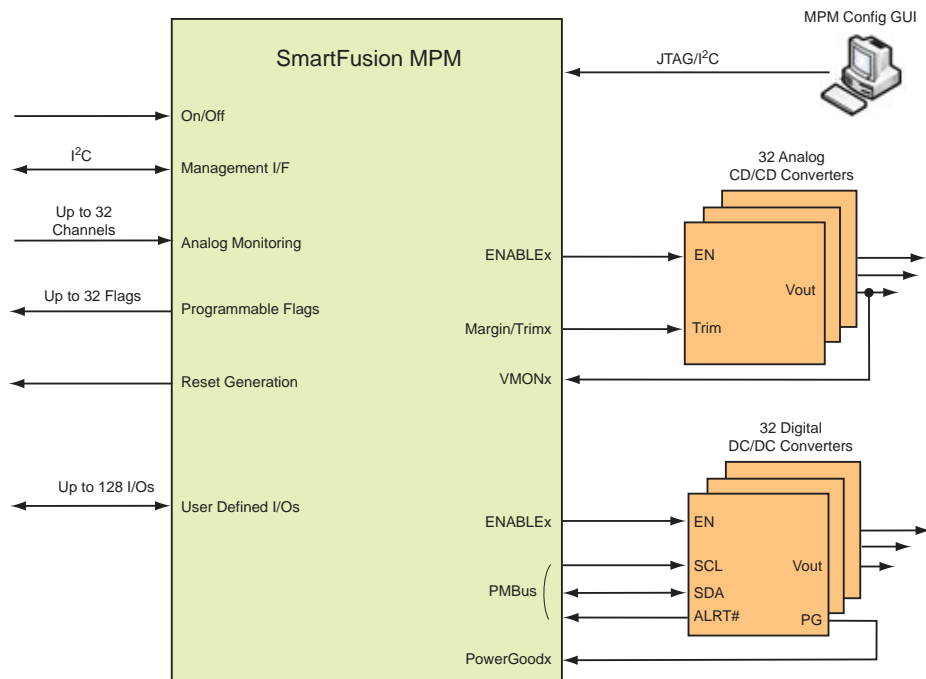 MPM Config GUI
SmartFusion MPM
JTAG/I²C
On/Off
I²C
Management I/F
Up to 32
Channels
Analog Monitoring
Up to 32 Flags
Programmable Flags
Reset Generation
Up to 128 I/Os
User Defined I/Os
32 Analog
CD/CD Converters
ENABLEx
EN
Vout
Margin/Trimx
Trim
VMONx
32 Digital
DC/DC Converters
ENABLEx
EN
SCL
Vout
PMBus
SDA
ALRT#
PG
PowerGoodx